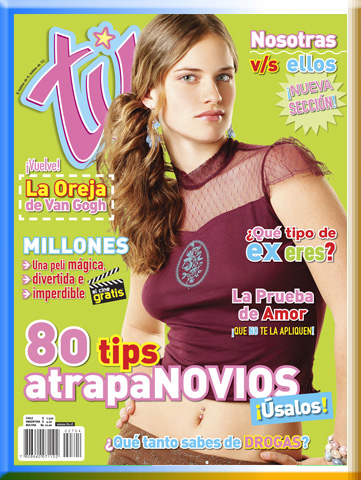 tú
Nosotras
v/s ellos
¡NUEVA
SECCIÓN!
¡Vuelve!
La Oreja
de Van Gogh
MILLONES
Una peli mágica,
divertida e
imperdible
al cine
gratis
¿Qué tipo de
ex eres?
La Prueba
de Amor
¡QUE NO TE LA APLIQUEN!
80 tips
atrapaNOVIOS
¡Úsalos!
¿Qué tanto sabes de DROGAS?